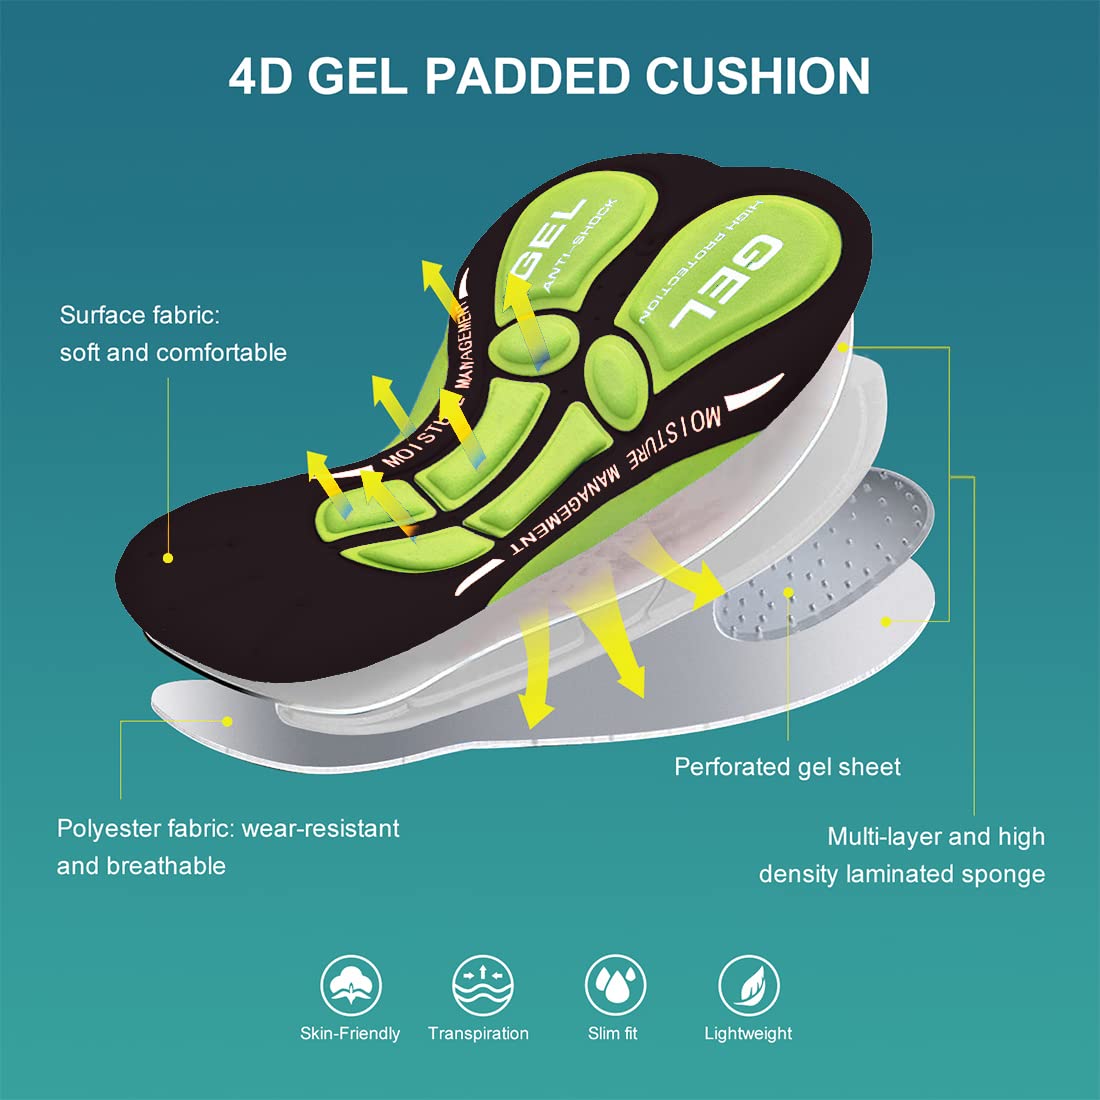 4D GEL PADDED CUSHION
GEL
ANTI-SHOCK
HIGH PROTECTION
GEL
Surface fabric:
soft and comfortable
MOISTU E MANAGEMENT
MOISTURE MANAGEMENT
Perforated gel sheet
Polyester fabric: wear-resistant
and breathable
Multi-layer and high
density laminated sponge
Skin-Friendly
Transpiration
Slim fit
Lightweight